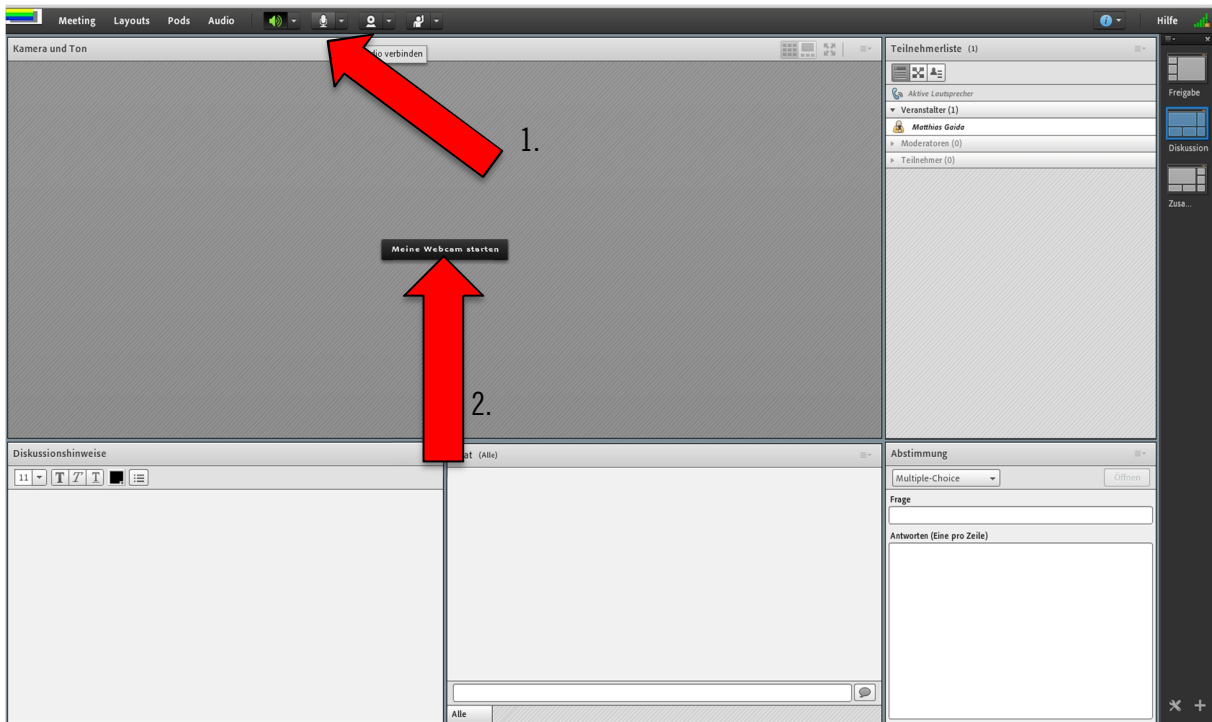 Meeting Layouts Pods Audio Hilfe
Kamera und Ton
verbinden
1.
Meine Webcam starten
2.
Teilnehmerliste (1)
Aktive Lautsprecher
Veranstalter (1)
Matthias Gaida
Moderatoren (0)
Teilnehmer (0)
Freigabe
Diskussion
Zusa...
Diskussionshinweise
11 T T T
(Alle)
Alle
Abstimmung
Multiple-Choice Öffnen
Frage
Antworten (Eine pro Zeile)